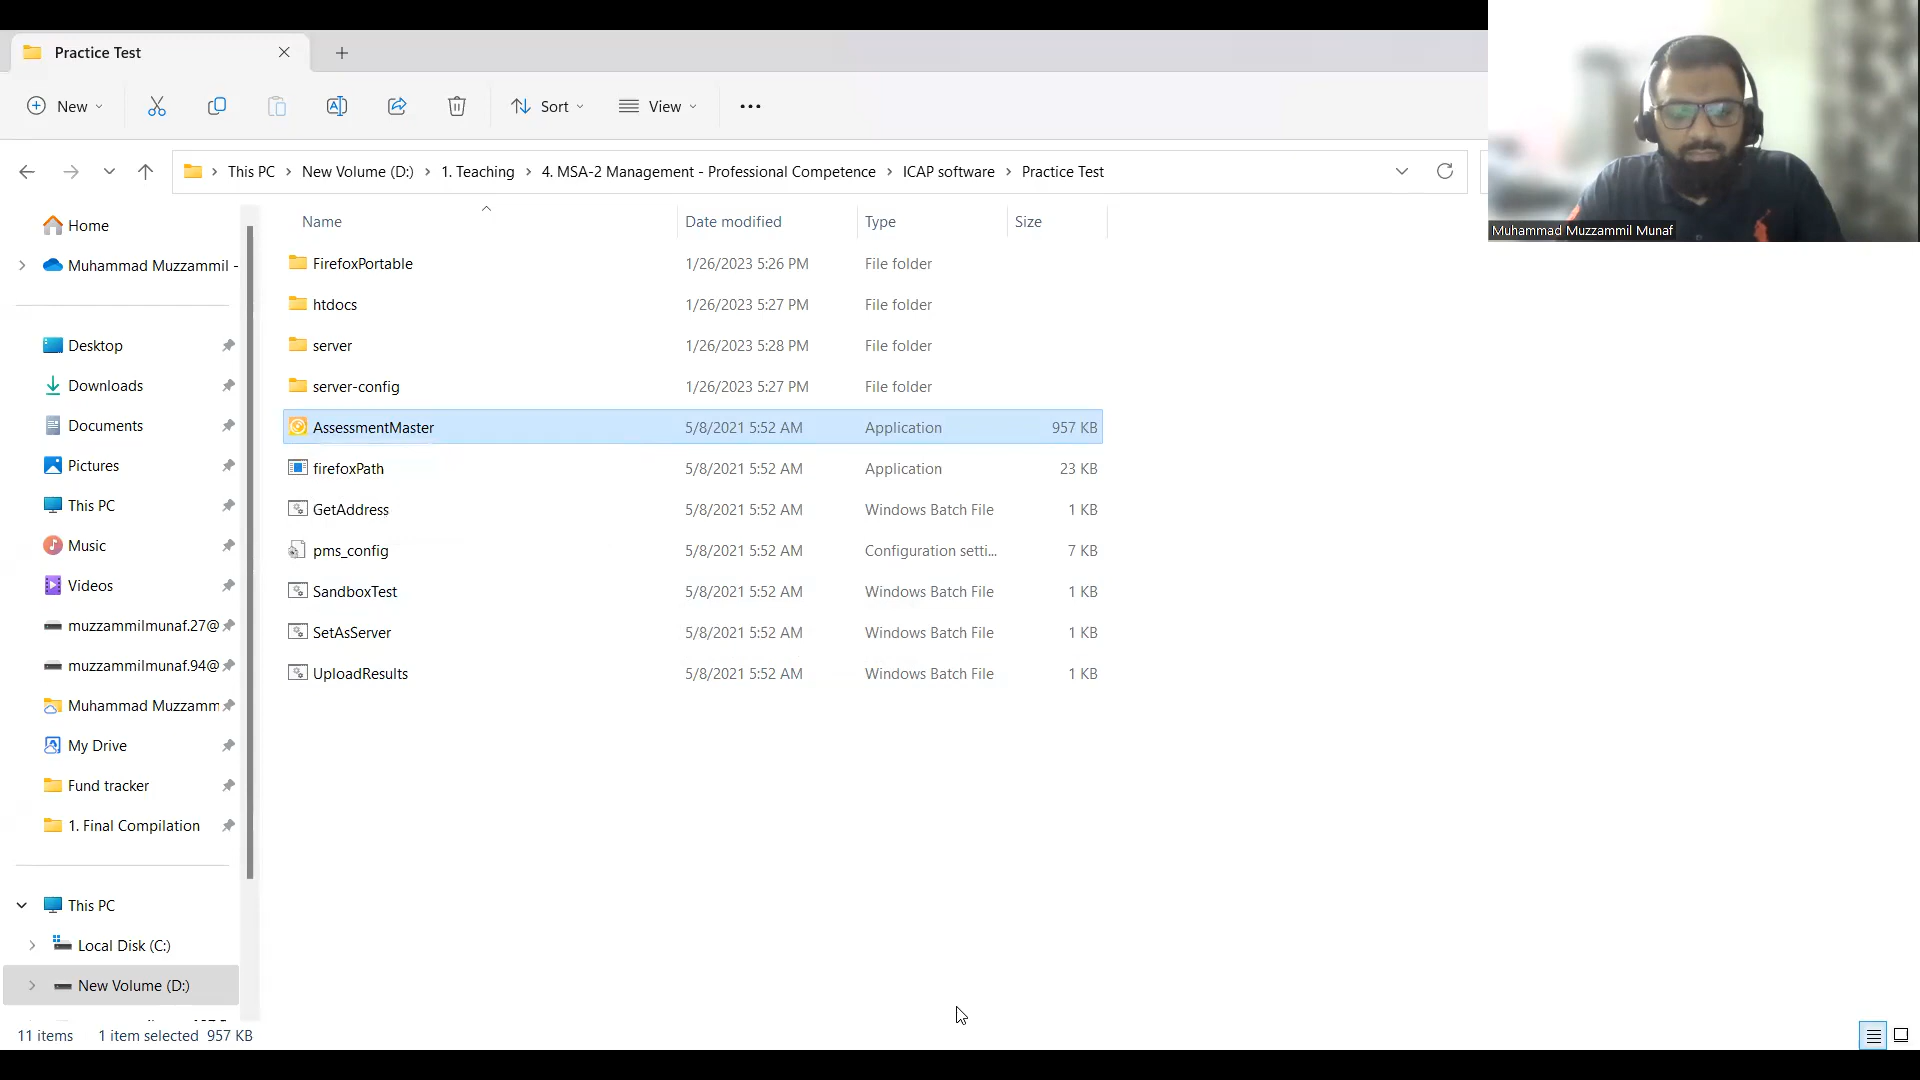 Practice Test
New
Sort
View
This PC
New Volume (D:)
1. Teaching
4. MSA-2 Management - Professional Competence
ICAP software
Practice Test
Muhammad Muzzammil Munaf
Home
Muhammad Muzzammil -
Desktop
Downloads
Documents
Pictures
This PC
Music
Videos
muzzammilmunaf.27@
muzzammilmunaf.94@
Muhammad Muzzamm
My Drive
Fund tracker
1. Final Compilation
This PC
Local Disk (C:)
New Volume (D:)
Name Date modified Type Size
FirefoxPortable 1/26/2023 5:26 PM File folder
htdocs 1/26/2023 5:27 PM File folder
server 1/26/2023 5:28 PM File folder
server-config 1/26/2023 5:27 PM File folder
AssessmentMaster 5/8/2021 5:52 AM Application 957 KB
firefoxPath 5/8/2021 5:52 AM Application 23 KB
GetAddress 5/8/2021 5:52 AM Windows Batch File 1 KB
pms_config 5/8/2021 5:52 AM Configuration setti... 7 KB
SandboxTest 5/8/2021 5:52 AM Windows Batch File 1 KB
SetAsServer 5/8/2021 5:52 AM Windows Batch File 1 KB
UploadResults 5/8/2021 5:52 AM Windows Batch File 1 KB
11 items 1 item selected 957 KB